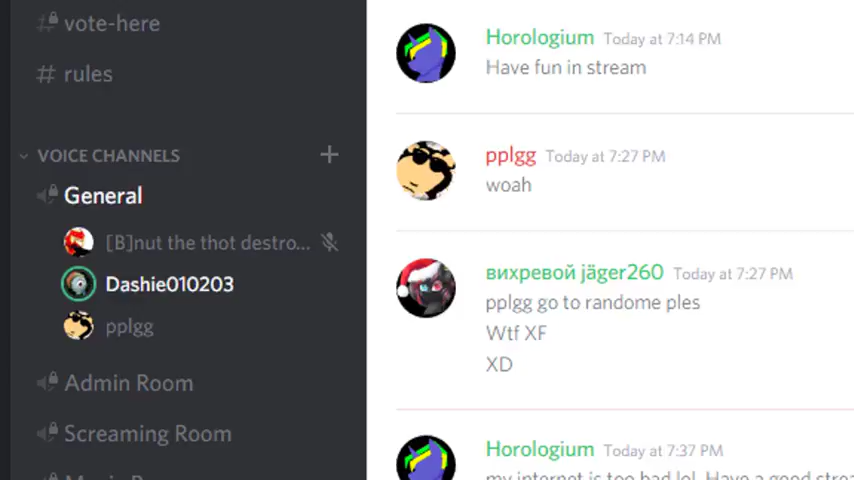 vote-here
# rules
VOICE CHANNELS +
General
[B]nut the thot destro...
Dashie010203
pplgg
Admin Room
Screaming Room
Horologium Today at 7:14 PM
Have fun in stream
pplgg Today at 7:27 PM
woah
вихревой jäger260 Today at 7:27 PM
pplgg go to randome ples
Wtf XF
XD
Horologium Today at 7:37 PM
my internet is too bad lol. Have a good